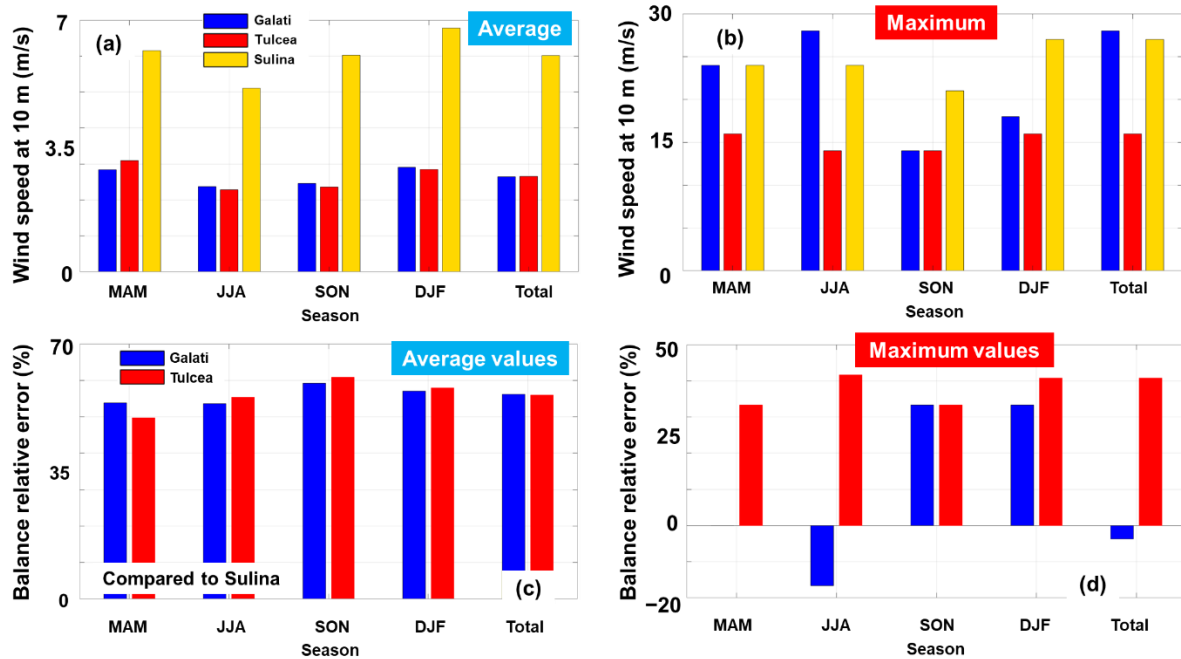 7
(a)
Galati
Tulcea
Sulina
Average
Wind speed at 10 m (m/s)
3.5
0
MAM JJA SON DJF Total
Season
30
(b)
Maximum
Wind speed at 10 m (m/s)
15
0
MAM JJA SON DJF Total
Season
70
Galati
Tulcea
Average values
Balance relative error (%)
35
Compared to Sulina
(c)
0
MAM JJA SON DJF Total
Season
50
Maximum values
Balance relative error (%)
25
0
(d)
−20
MAM JJA SON DJF Total
Season